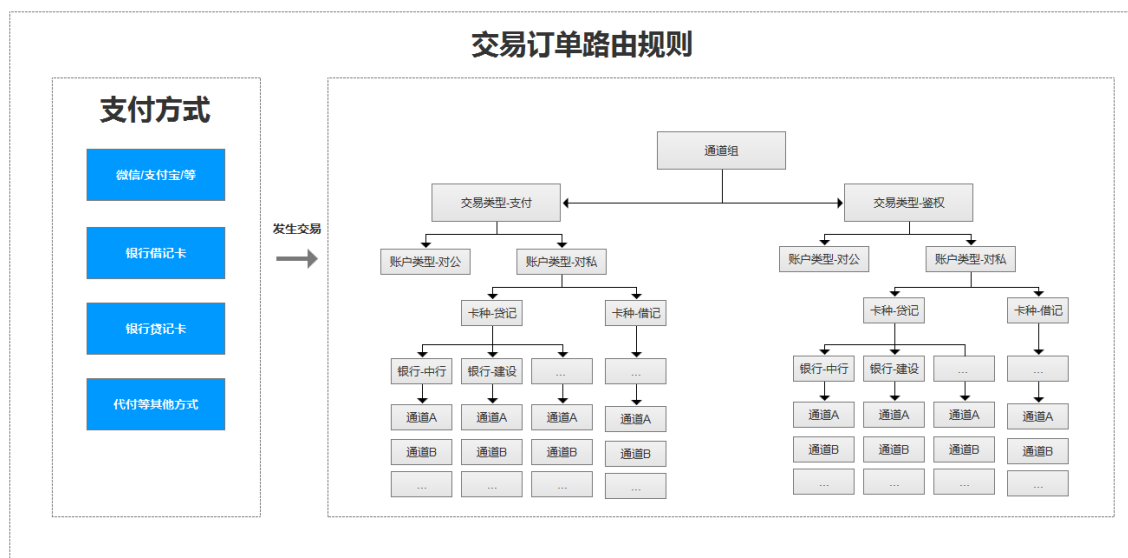 交易订单路由规则
支付方式
微信/支付宝/等
银行借记卡
银行贷记卡
代付等其他方式
发生交易
通道组
交易类型-支付
交易类型-鉴权
账户类型-对公
账户类型-对私
账户类型-对公
账户类型-对私
卡种-贷记
卡种-借记
卡种-贷记
卡种-借记
银行-中行
银行-建设
...
...
银行-中行
银行-建设
...
...
通道A
通道A
通道A
通道A
通道A
通道A
通道A
通道A
通道B
通道B
通道B
通道B
通道B
通道B
通道B
通道B
...
...
...
...
...
...
...
...